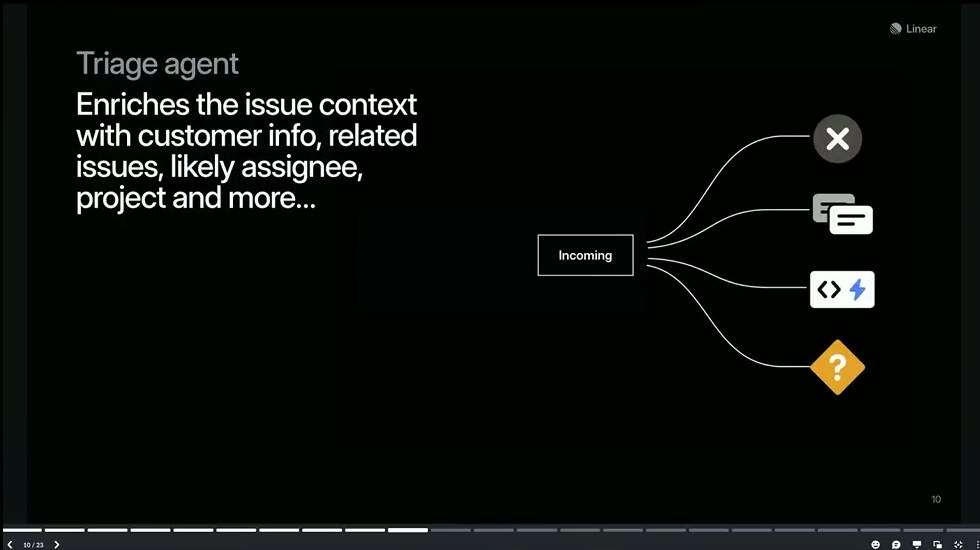 Linear
Triage agent
Enriches the issue context
with customer info, related
issues, likely assignee,
project and more...
Incoming
?
10
10 / 23